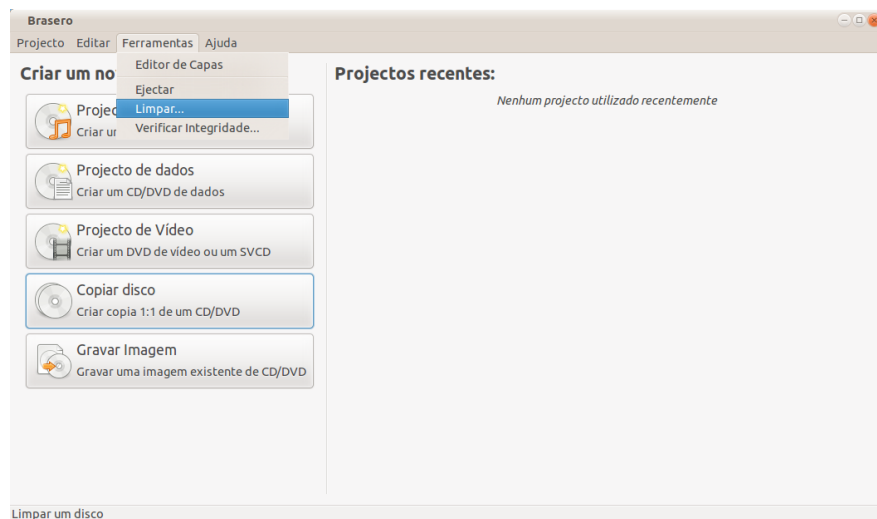 Brasero
Projecto Editar Ferramentas Ajuda
Editor de Capas
Ejectar
Limpar...
Verificar Integridade...
Criar um no
Projec
Criar ur
Projecto de dados
Criar um CD/DVD de dados
Projecto de Vídeo
Criar um DVD de vídeo ou um SVCD
Copiar disco
Criar copia 1:1 de um CD/DVD
Gravar Imagem
Gravar uma imagem existente de CD/DVD
Projectos recentes:
Nenhum projecto utilizado recentemente
Limpar um disco